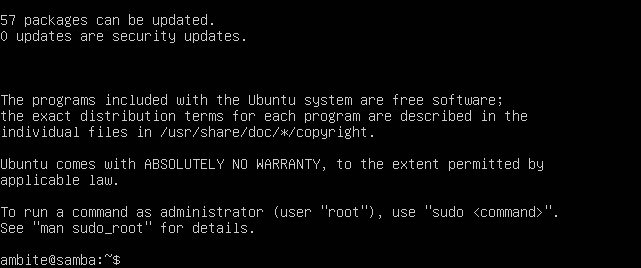 57 packages can be updated.
0 updates are security updates.
The programs included with the Ubuntu system are free software;
the exact distribution terms for each program are described in the
individual files in /usr/share/doc/*/copyright.
Ubuntu comes with ABSOLUTELY NO WARRANTY, to the extent permitted by
applicable law.
To run a command as administrator (user "root"), use "sudo <command>".
See "man sudo_root" for details.
ambite@samba:~$